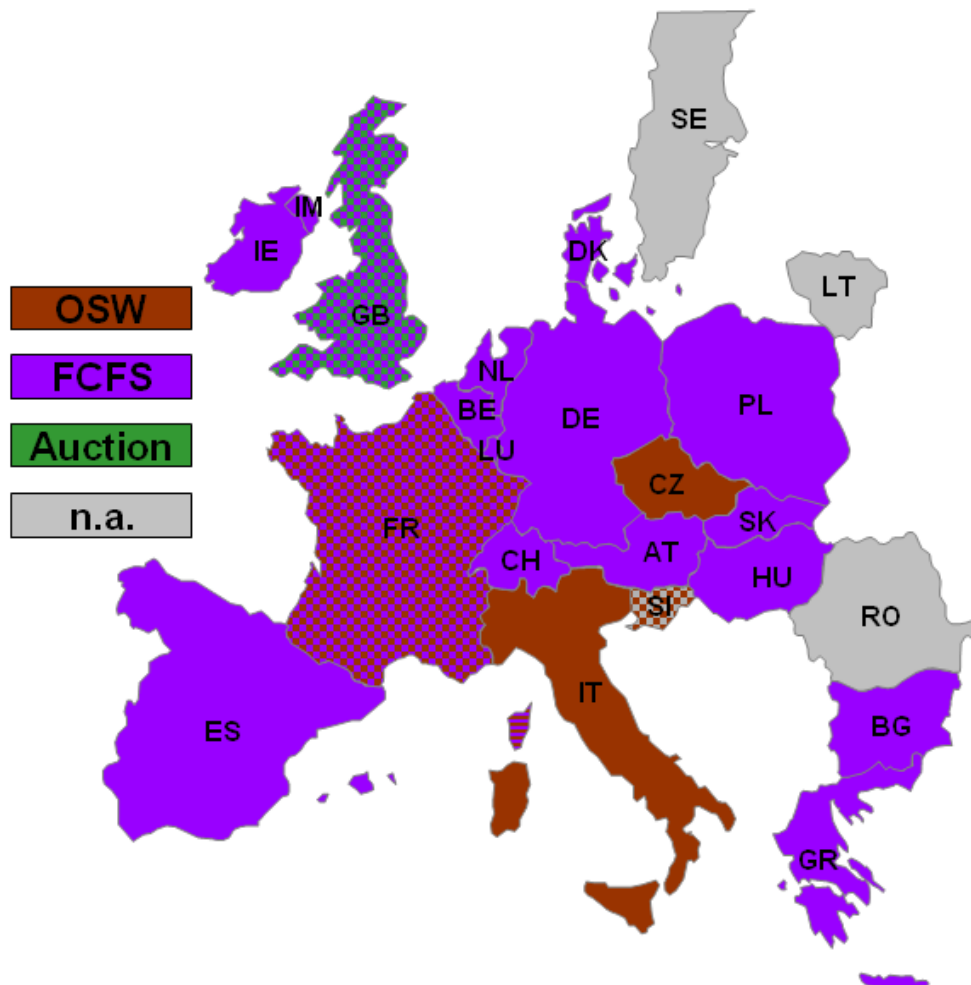 SE
IM
IE
DK
LT
OSW
GB
FCFS
NL
BE
DE
PL
Auction
LU
CZ
n.a.
FR
SK
CH
AT
HU
SI
RO
IT
ES
BG
GR